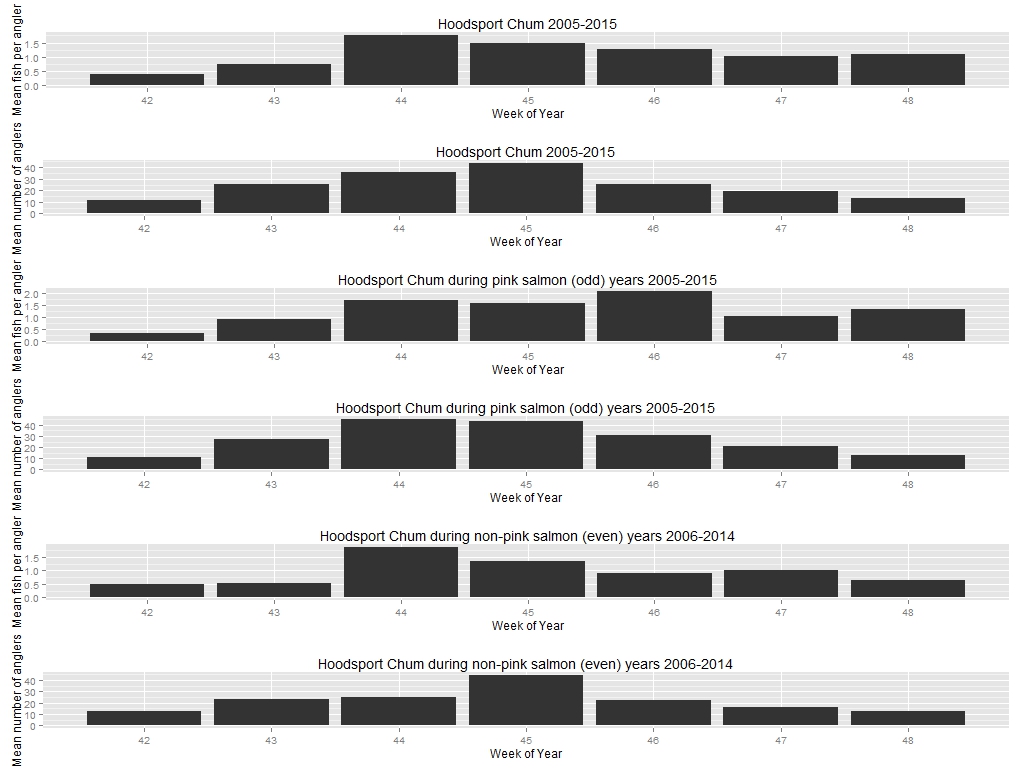 Hoodsport Chum 2005-2015
Mean fish per angler
1.5
1.0
0.5
0.0
42 43 44 45 46 47 48
Week of Year
Hoodsport Chum 2005-2015
Mean number of anglers
40
30
20
10
0
42 43 44 45 46 47 48
Week of Year
Hoodsport Chum during pink salmon (odd) years 2005-2015
Mean fish per angler
2.0
1.5
1.0
0.5
0.0
42 43 44 45 46 47 48
Week of Year
Hoodsport Chum during pink salmon (odd) years 2005-2015
Mean number of anglers
40
30
20
10
0
42 43 44 45 46 47 48
Week of Year
Hoodsport Chum during non-pink salmon (even) years 2006-2014
Mean fish per angler
1.5
1.0
0.5
0.0
42 43 44 45 46 47 48
Week of Year
Hoodsport Chum during non-pink salmon (even) years 2006-2014
Mean number of anglers
40
30
20
10
0
42 43 44 45 46 47 48
Week of Year